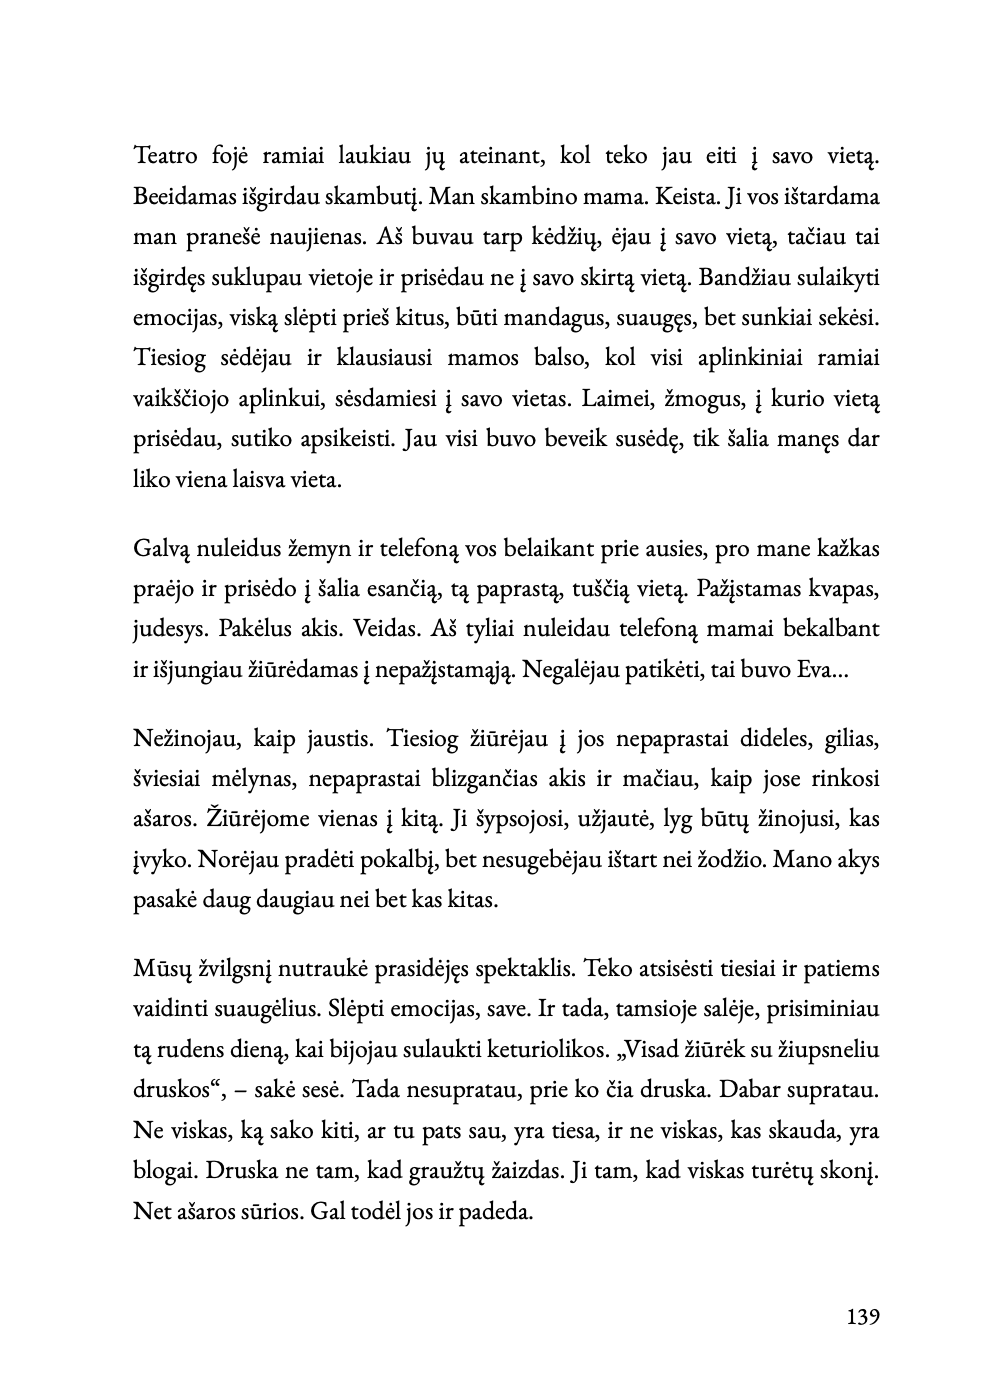 Teatro fojė ramiai laukiau jų ateinant, kol teko jau eiti į savo vietą.
Beeidamas išgirdau skambutį. Man skambino mama. Keista. Ji vos ištardama
man pranešė naujienas. Aš buvau tarp kėdžių, ėjau į savo vietą, tačiau tai
išgirdęs suklupau vietoje ir prisėdau ne į savo skirtą vietą. Bandžiau sulaikyti
emocijas, viską slėpti prieš kitus, būti mandagus, suaugęs, bet sunkiai sekėsi.
Tiesiog sėdėjau ir klausiausi mamos balso, kol visi aplinkiniai ramiai
vaikščiojo aplinkui, sėsdamiesi į savo vietas. Laimei, žmogus, į kurio vietą
prisėdau, sutiko apsikeisti. Jau visi buvo beveik susėdę, tik šalia manęs dar
liko viena laisva vieta.
Galvą nuleidus žemyn ir telefoną vos belaikant prie ausies, pro mane kažkas
praėjo ir prisėdo į šalia esančią, tą paprastą, tuščią vietą. Pažįstamas kvapas,
judesys. Pakėlus akis. Veidas. Aš tyliai nuleidau telefoną mamai bekalbant
ir išjungiau žiūrėdamas į nepažįstamąją. Negalėjau patikėti, tai buvo Eva...
Nežinojau, kaip jaustis. Tiesiog žiūrėjau į jos nepaprastai dideles, gilias,
šviesiai mėlynas, nepaprastai blizgančias akis ir mačiau, kaip jose rinkosi
ašaros. Žiūrėjome vienas į kitą. Ji šypsojosi, užjautė, lyg būtų žinojusi, kas
įvyko. Norėjau pradėti pokalbį, bet nesugebėjau ištart nei žodžio. Mano akys
pasakė daug daugiau nei bet kas kitas.
Mūsų žvilgsnį nutraukė prasidėjęs spektaklis. Teko atsisėsti tiesiai ir patiems
vaidinti suaugėlius. Slėpti emocijas, save. Ir tada, tamsioje salėje, prisiminiau
tą rudens dieną, kai bijojau sulaukti keturiolikos. „Visad žiūrėk su žiupsneliu
druskos“, – sakė sesė. Tada nesupratau, prie ko čia druska. Dabar supratau.
Ne viskas, ką sako kiti, ar tu pats sau, yra tiesa, ir ne viskas, kas skauda, yra
blogai. Druska ne tam, kad graužtų žaizdas. Ji tam, kad viskas turėtų skonį.
Net ašaros sūrios. Gal todėl jos ir padeda.
139